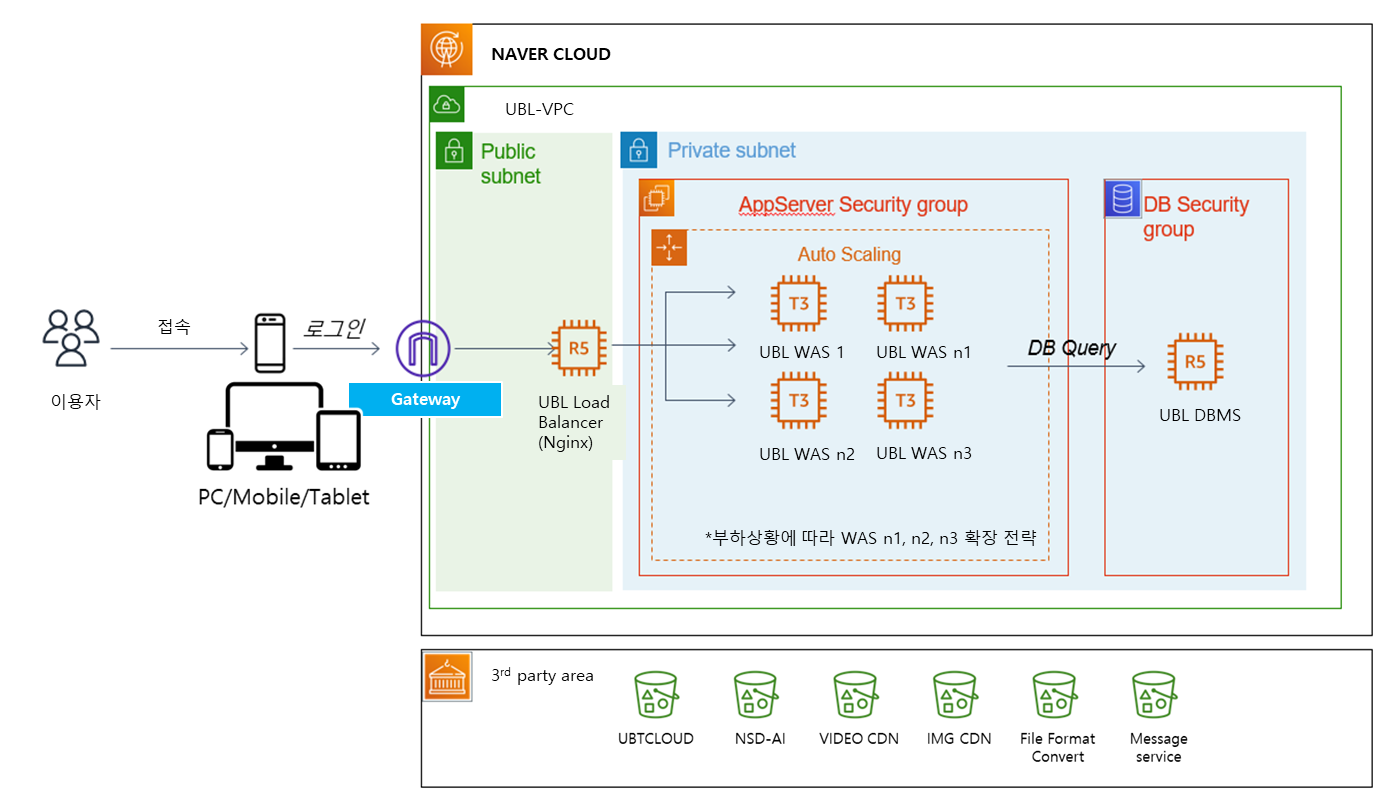 NAVER CLOUD
UBL-VPC
Public
subnet
Private subnet
AppServer Security group
DB Security
group
Auto Scaling
T3
T3
UBL WAS 1
UBL WAS n1
T3
T3
UBL WAS n2
UBL WAS n3
*부하상황에 따라 WAS n1, n2, n3 확장 전략
접속
로그인
이용자
Gateway
PC/Mobile/Tablet
R5
UBL Load
Balancer
(Nginx)
DB Query
R5
UBL DBMS
3rd party area
UBTCLOUD
NSD-AI
VIDEO CDN
IMG CDN
File Format
Convert
Message
service